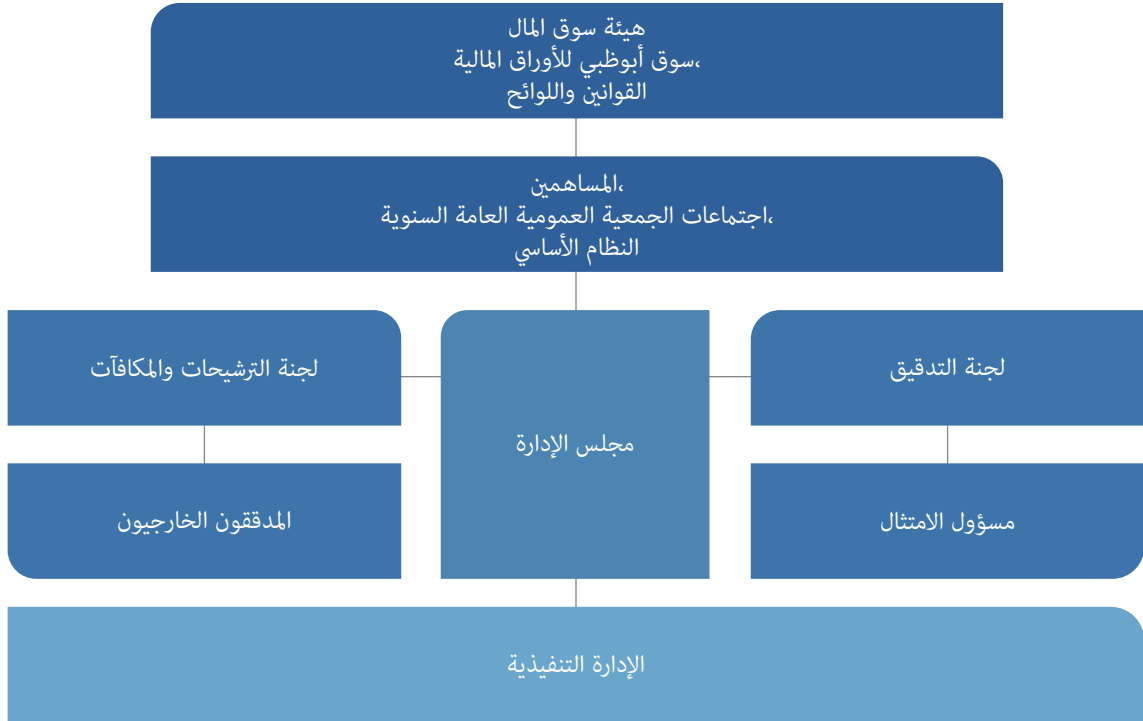 هيئة سوق المال
سوق أبوظبي للأوراق المالية،
القوانين واللوائح
المساهمين،
اجتماعات الجمعية العمومية العامة السنوية،
النظام الأساسي
لجنة التدقيق
مجلس الإدارة
لجنة الترشيحات والمكافآت
مسؤول الامتثال
المدققون الخارجيون
الإدارة التنفيذية